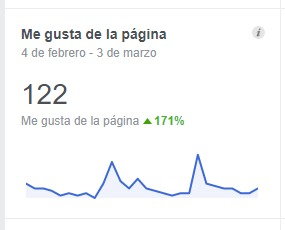 Me gusta de la página
i
4 de febrero - 3 de marzo
122
Me gusta de la página ▲ 171%